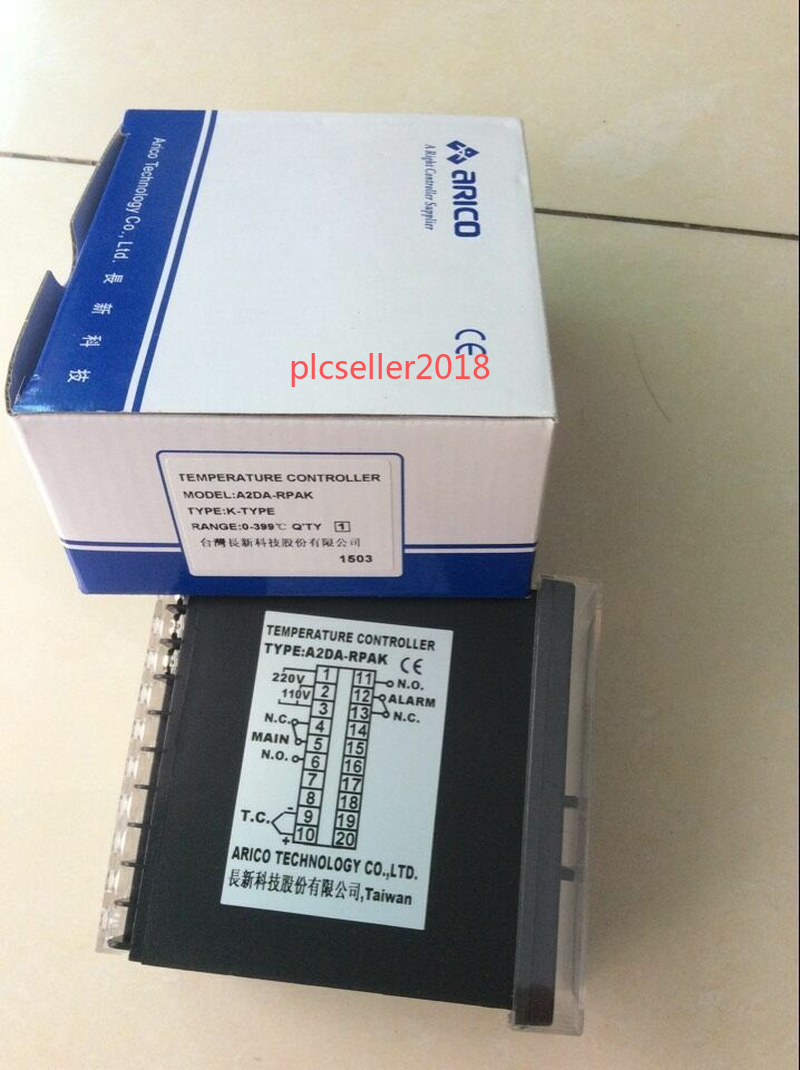 ARICO
A Right Controller Supplier
CE
Arico Technology Co., Ltd. 長新科技
plcseller2018
TEMPERATURE CONTROLLER
MODEL:A2DA-RPAK
TYPE:K-TYPE
RANGE:0-399℃ Q'TY 1
台灣長新科技股份有限公司
1503
TEMPERATURE CONTROLLER
TYPE:A2DA-RPAK CE
220V 1 11 N.O.
110V 2 12 ALARM
3 13 N.C.
N.C. 4 14
MAIN 5 15
N.O. 6 16
7 17
8 18
T.C. - 9 19
+ 10 20
ARICO TECHNOLOGY CO.,LTD.
長新科技股份有限公司,Taiwan